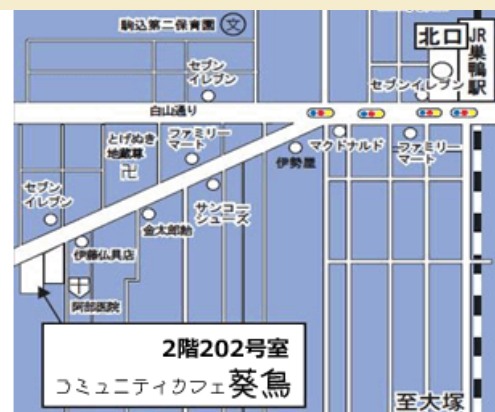 駒込第二保育園
文
北口
JR巣鴨駅
セブン
イレブン
セブンイレブン
白山通り
とげぬき
地蔵尊
卍
ファミリー
マート
マクドナルド
ファミリー
マート
伊勢屋
セブン
イレブン
サンコー
シューズ
金太郎飴
伊藤仏具店
阿部医院
2階202号室
コミュニティカフェ葵鳥
至大塚